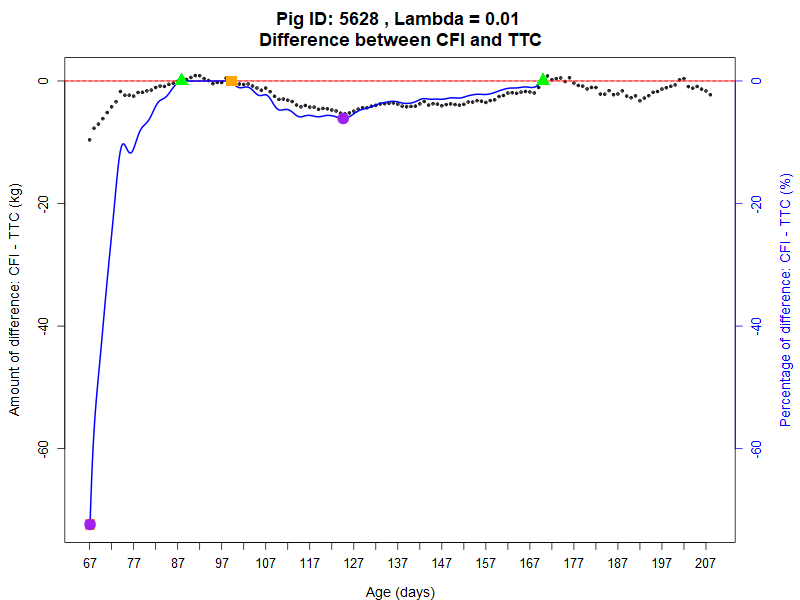 Pig ID: 5628 , Lambda = 0.01
Difference between CFI and TTC
Amount of difference: CFI - TTC (kg)
0
-20
-40
-60
0
-20
-40
-60
Percentage of difference: CFI - TTC (%)
67 77 87 97 107 117 127 137 147 157 167 177 187 197 207
Age (days)